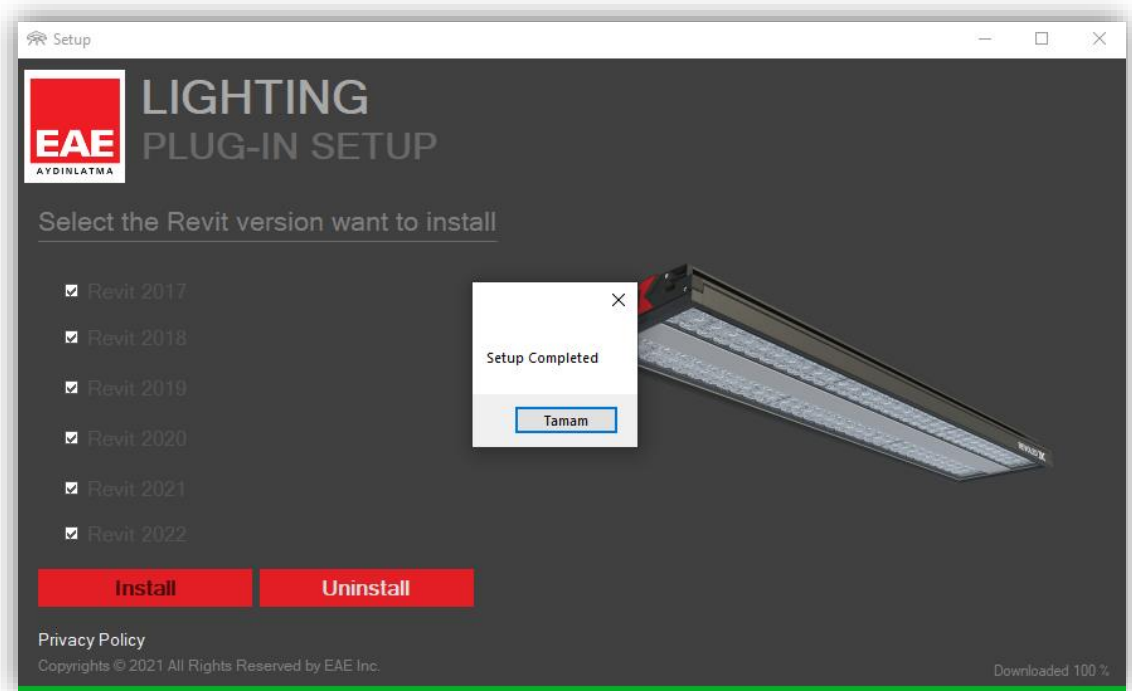 Setup
LIGHTING
PLUG-IN SETUP
EAE
AYDINLATMA
Select the Revit version want to install
Revit 2017
Revit 2018
Revit 2019
Revit 2020
Revit 2021
Revit 2022
Setup Completed
Tamam
Install
Uninstall
Privacy Policy
Copyrights © 2021 All Rights Reserved by EAE Inc.
Downloaded 100 %